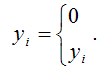 y_i = { 0
y_i .